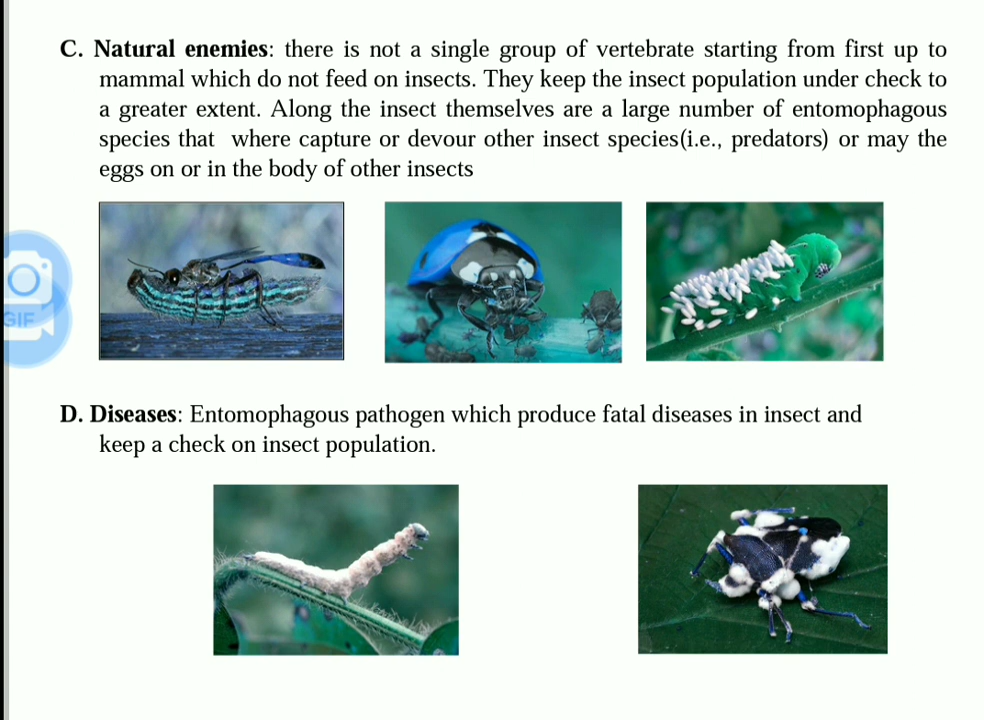 C. Natural enemies: there is not a single group of vertebrate starting from first up to
mammal which do not feed on insects. They keep the insect population under check to
a greater extent. Along the insect themselves are a large number of entomophagous
species that where capture or devour other insect species(i.e., predators) or may the
eggs on or in the body of other insects
GIF
D. Diseases: Entomophagous pathogen which produce fatal diseases in insect and
keep a check on insect population.